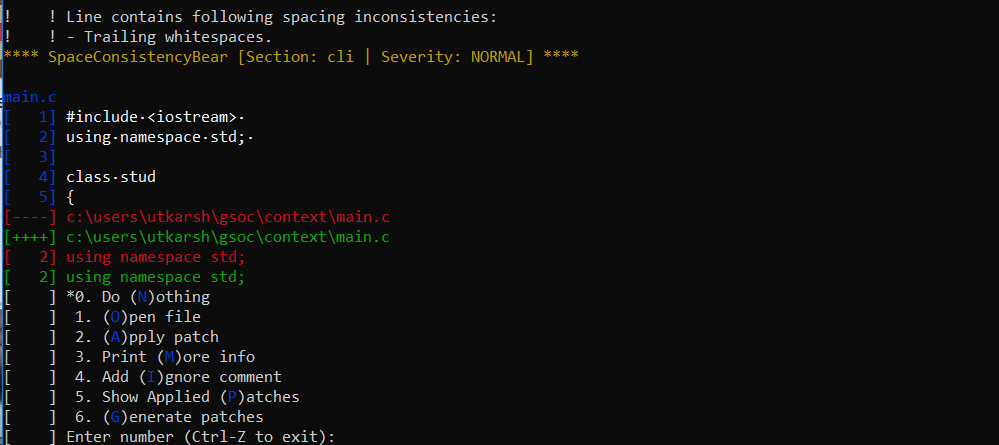 !    ! Line contains following spacing inconsistencies:
!    ! - Trailing whitespaces.
**** SpaceConsistencyBear [Section: cli | Severity: NORMAL] ****
main.c
[   1] #include·<iostream>·
[   2] using·namespace·std;·
[   3]
[   4] class·stud
[   5] {
[----] c:\users\utkarsh\gsoc\context\main.c
[++++] c:\users\utkarsh\gsoc\context\main.c
[   2] using namespace std;
[   2] using namespace std;
[    ] *0. Do (N)othing
[    ]  1. (O)pen file
[    ]  2. (A)pply patch
[    ]  3. Print (M)ore info
[    ]  4. Add (I)gnore comment
[    ]  5. Show Applied (P)atches
[    ]  6. (G)enerate patches
[    ] Enter number (Ctrl-Z to exit):